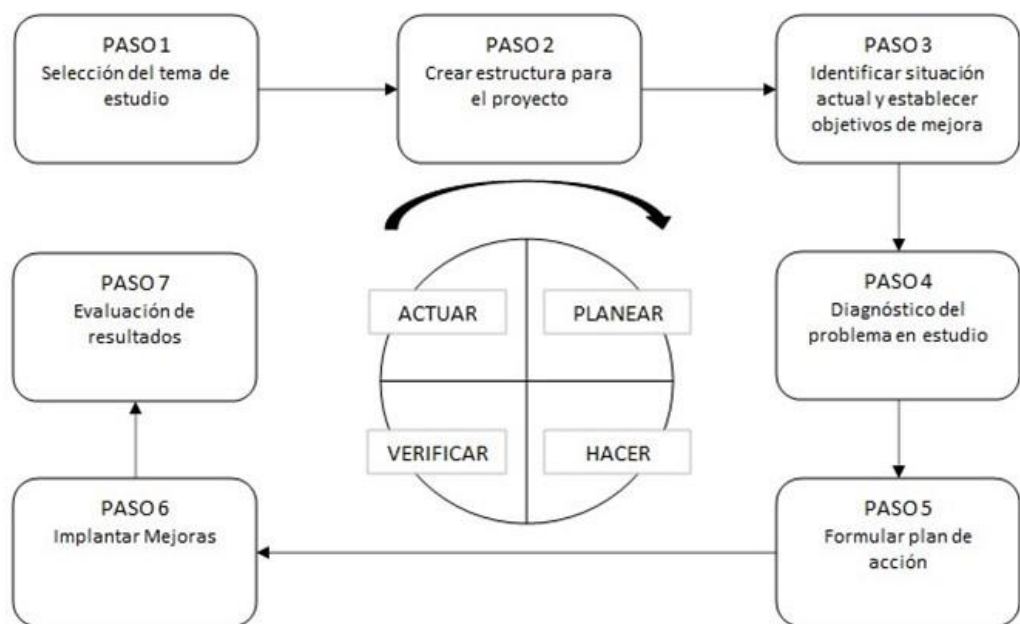 PASO 1
Selección del tema de
estudio
PASO 2
Crear estructura para
el proyecto
PASO 3
Identificar situación
actual y establecer
objetivos de mejora
PASO 4
Diagnóstico del
problema en estudio
PASO 5
Formular plan de
acción
PASO 6
Implantar Mejoras
PASO 7
Evaluación de
resultados
ACTUAR
PLANEAR
VERIFICAR
HACER